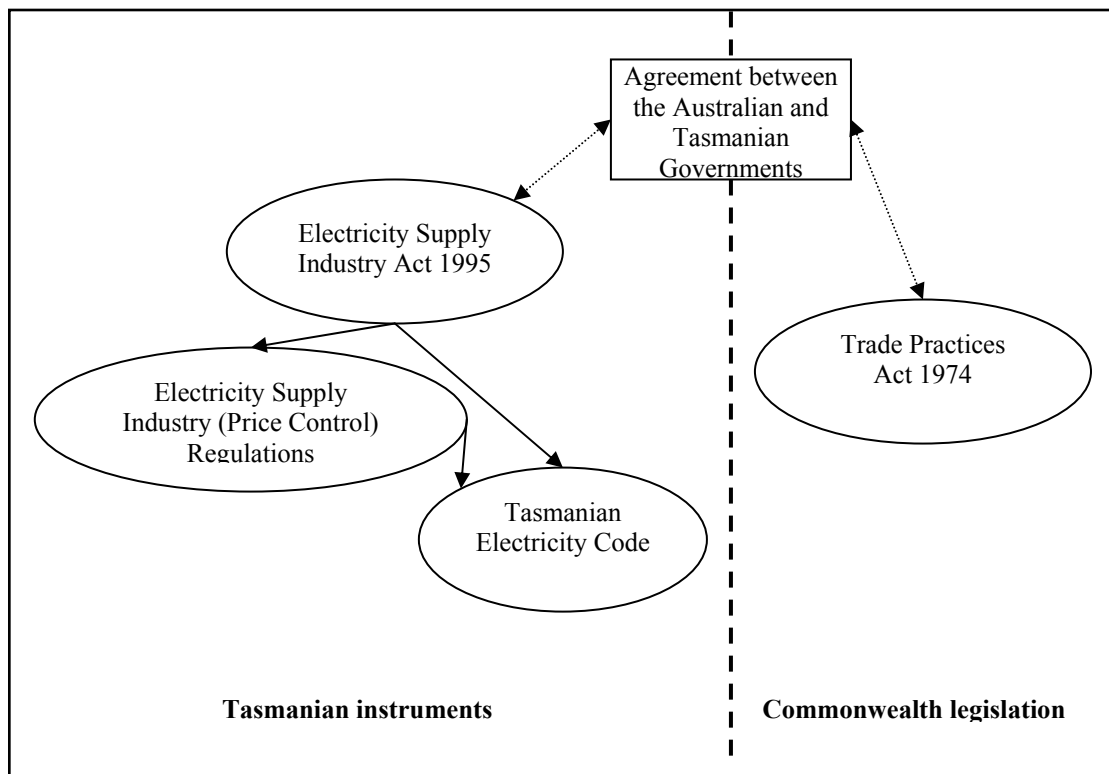 Agreement between
the Australian and
Tasmanian
Governments
Electricity Supply
Industry Act 1995
Trade Practices
Act 1974
Electricity Supply
Industry (Price Control)
Regulations
Tasmanian
Electricity Code
Tasmanian instruments
Commonwealth legislation